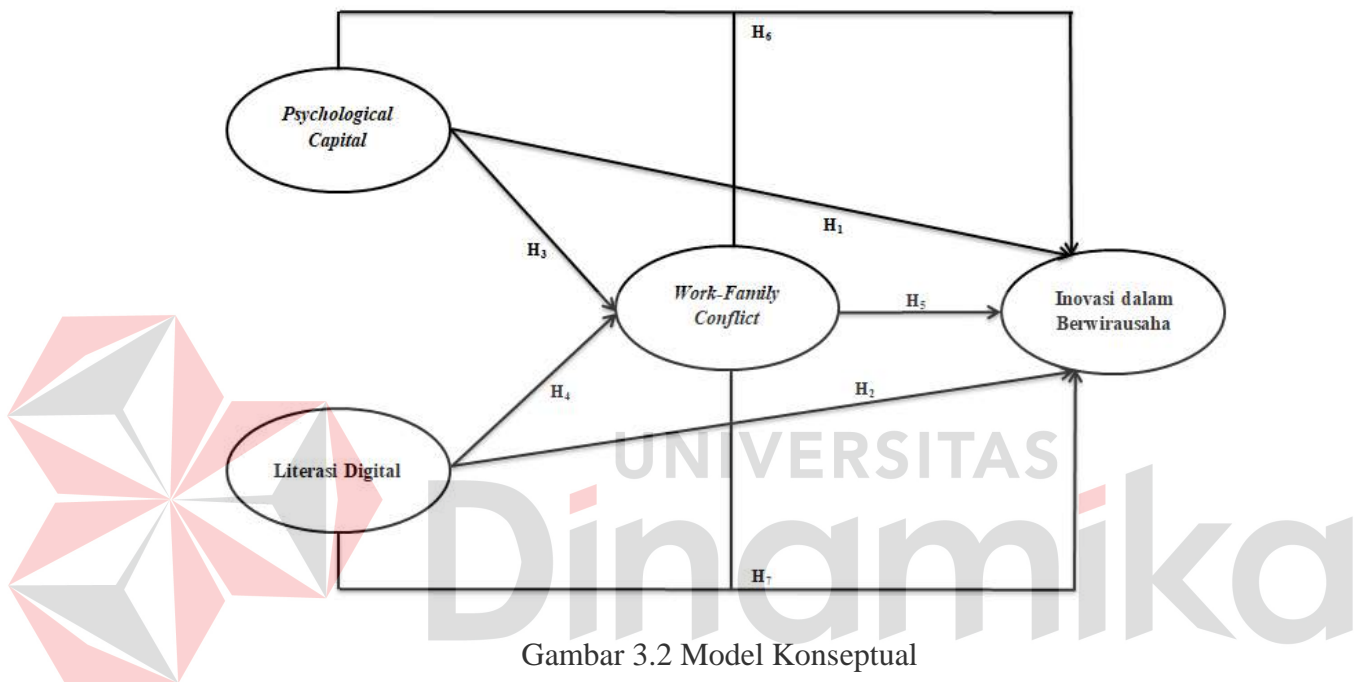 H₆
Psychological
Capital
H₁
H₃
Work-Family
Conflict
H₅
Inovasi dalam
Berwirausaha
H₄
H₂
Literasi Digital
UNIVERSITAS
Dinamika
H₇
Gambar 3.2 Model Konseptual